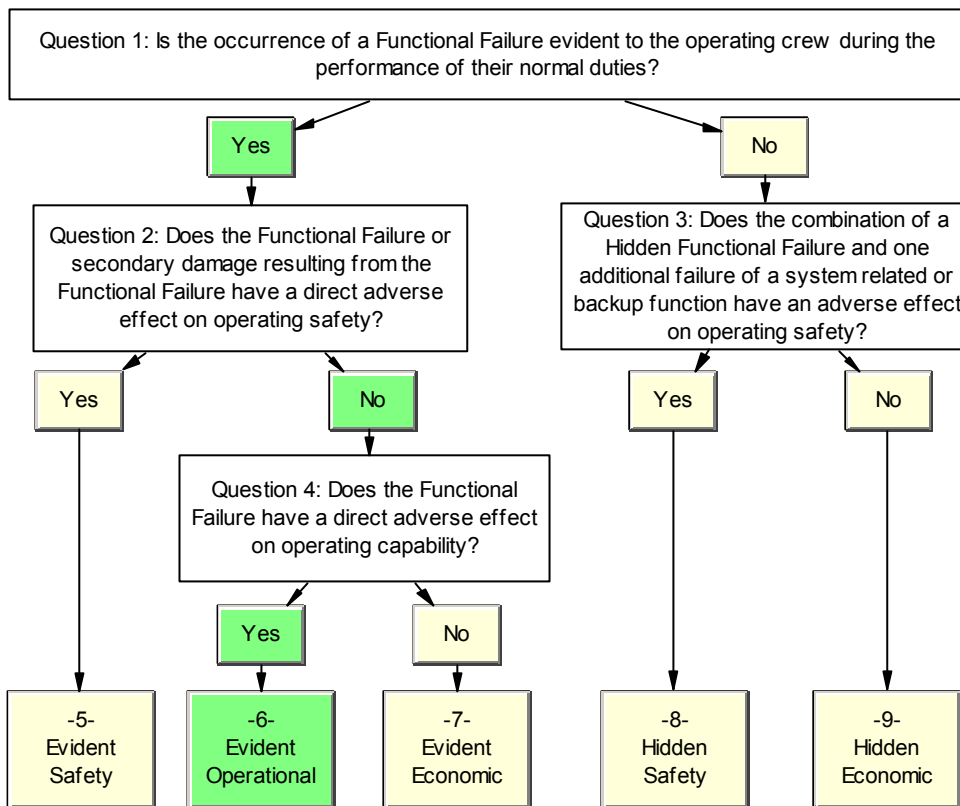 Question 1: Is the occurrence of a Functional Failure evident to the operating crew during the
performance of their normal duties?
Yes
No
Question 2: Does the Functional Failure or
secondary damage resulting from the
Functional Failure have a direct adverse
effect on operating safety?
Question 3: Does the combination of a
Hidden Functional Failure and one
additional failure of a system related or
backup function have an adverse effect
on operating safety?
Yes
No
Yes
No
Question 4: Does the Functional
Failure have a direct adverse effect
on operating capability?
Yes
No
-5-
Evident
Safety
-6-
Evident
Operational
-7-
Evident
Economic
-8-
Hidden
Safety
-9-
Hidden
Economic